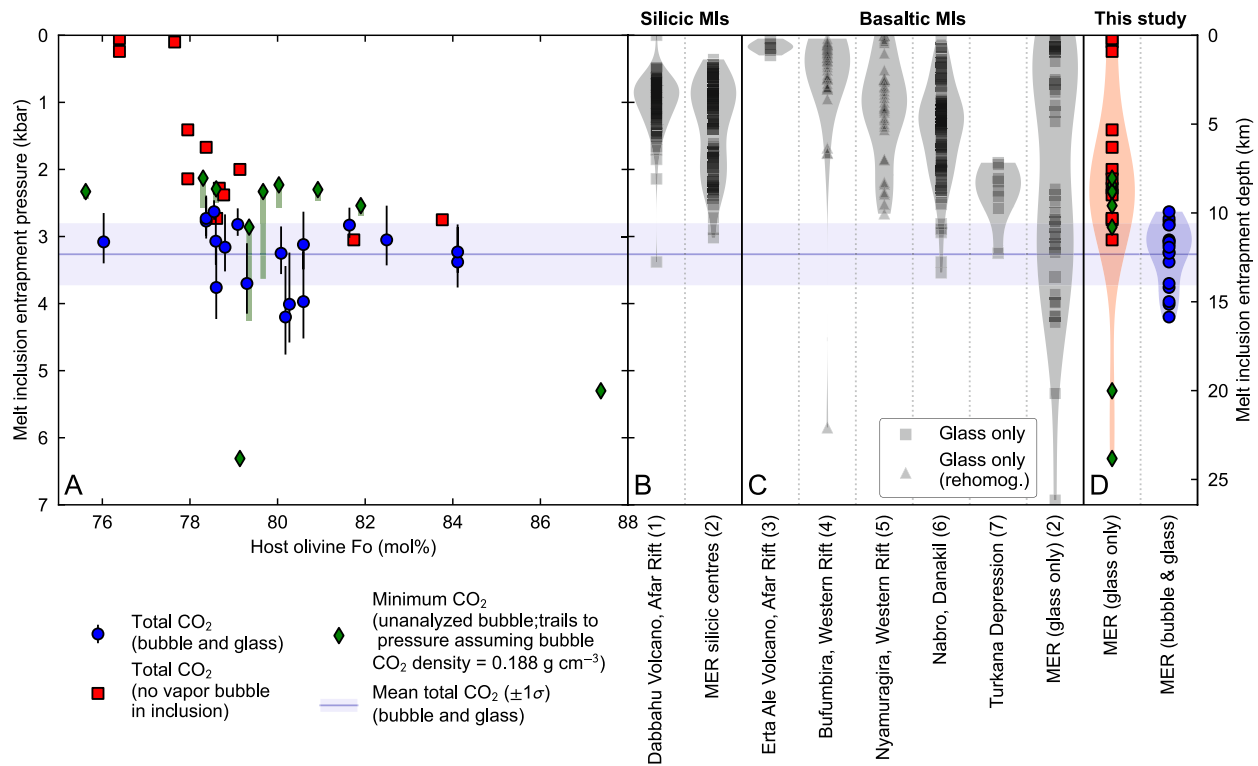 Silicic MIs
Basaltic MIs
This study
Melt inclusion entrapment pressure (kbar)
0
1
2
3
4
5
6
7
76
78
80
82
84
86
88
Host olivine Fo (mol%)
A
B
C
D
Glass only
Glass only
(rehomog.)
0
5
10
15
20
25
Melt inclusion entrapment depth (km)
Dabbahu Volcano, Afar Rift (1)
MER silicic centres (2)
Erta Ale Volcano, Afar Rift (3)
Bufumbira, Western Rift (4)
Nyamuragira, Western Rift (5)
Nabro, Danakil (6)
Turkana Depression (7)
MER (glass only) (2)
MER (glass only)
MER (bubble & glass)
Total CO₂
(bubble and glass)
Total CO₂
(no vapor bubble
in inclusion)
Minimum CO₂
(unanalyzed bubble;trails to
pressure assuming bubble
CO₂ density = 0.188 g cm⁻³)
Mean total CO₂ (±1σ)
(bubble and glass)